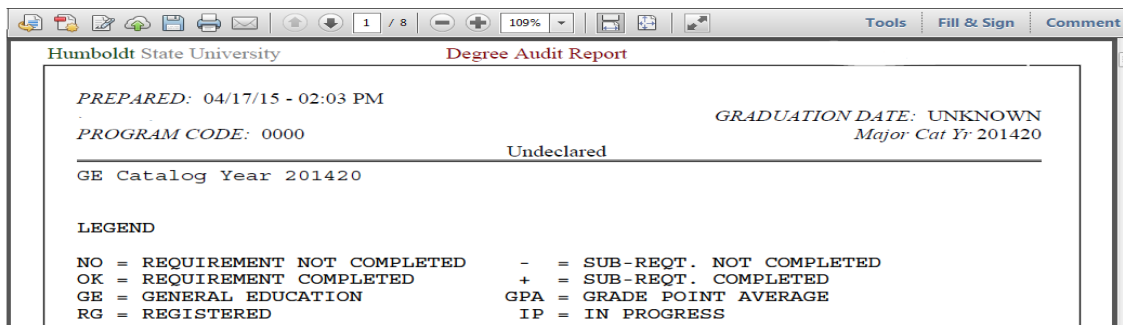 1 / 8 109% Tools Fill & Sign Comment
Humboldt State University Degree Audit Report
PREPARED: 04/17/15 - 02:03 PM
GRADUATION DATE: UNKNOWN
PROGRAM CODE: 0000 Major Cat Yr 201420
Undeclared
GE Catalog Year 201420
LEGEND
NO = REQUIREMENT NOT COMPLETED - = SUB-REQT. NOT COMPLETED
OK = REQUIREMENT COMPLETED + = SUB-REQT. COMPLETED
GE = GENERAL EDUCATION GPA = GRADE POINT AVERAGE
RG = REGISTERED IP = IN PROGRESS